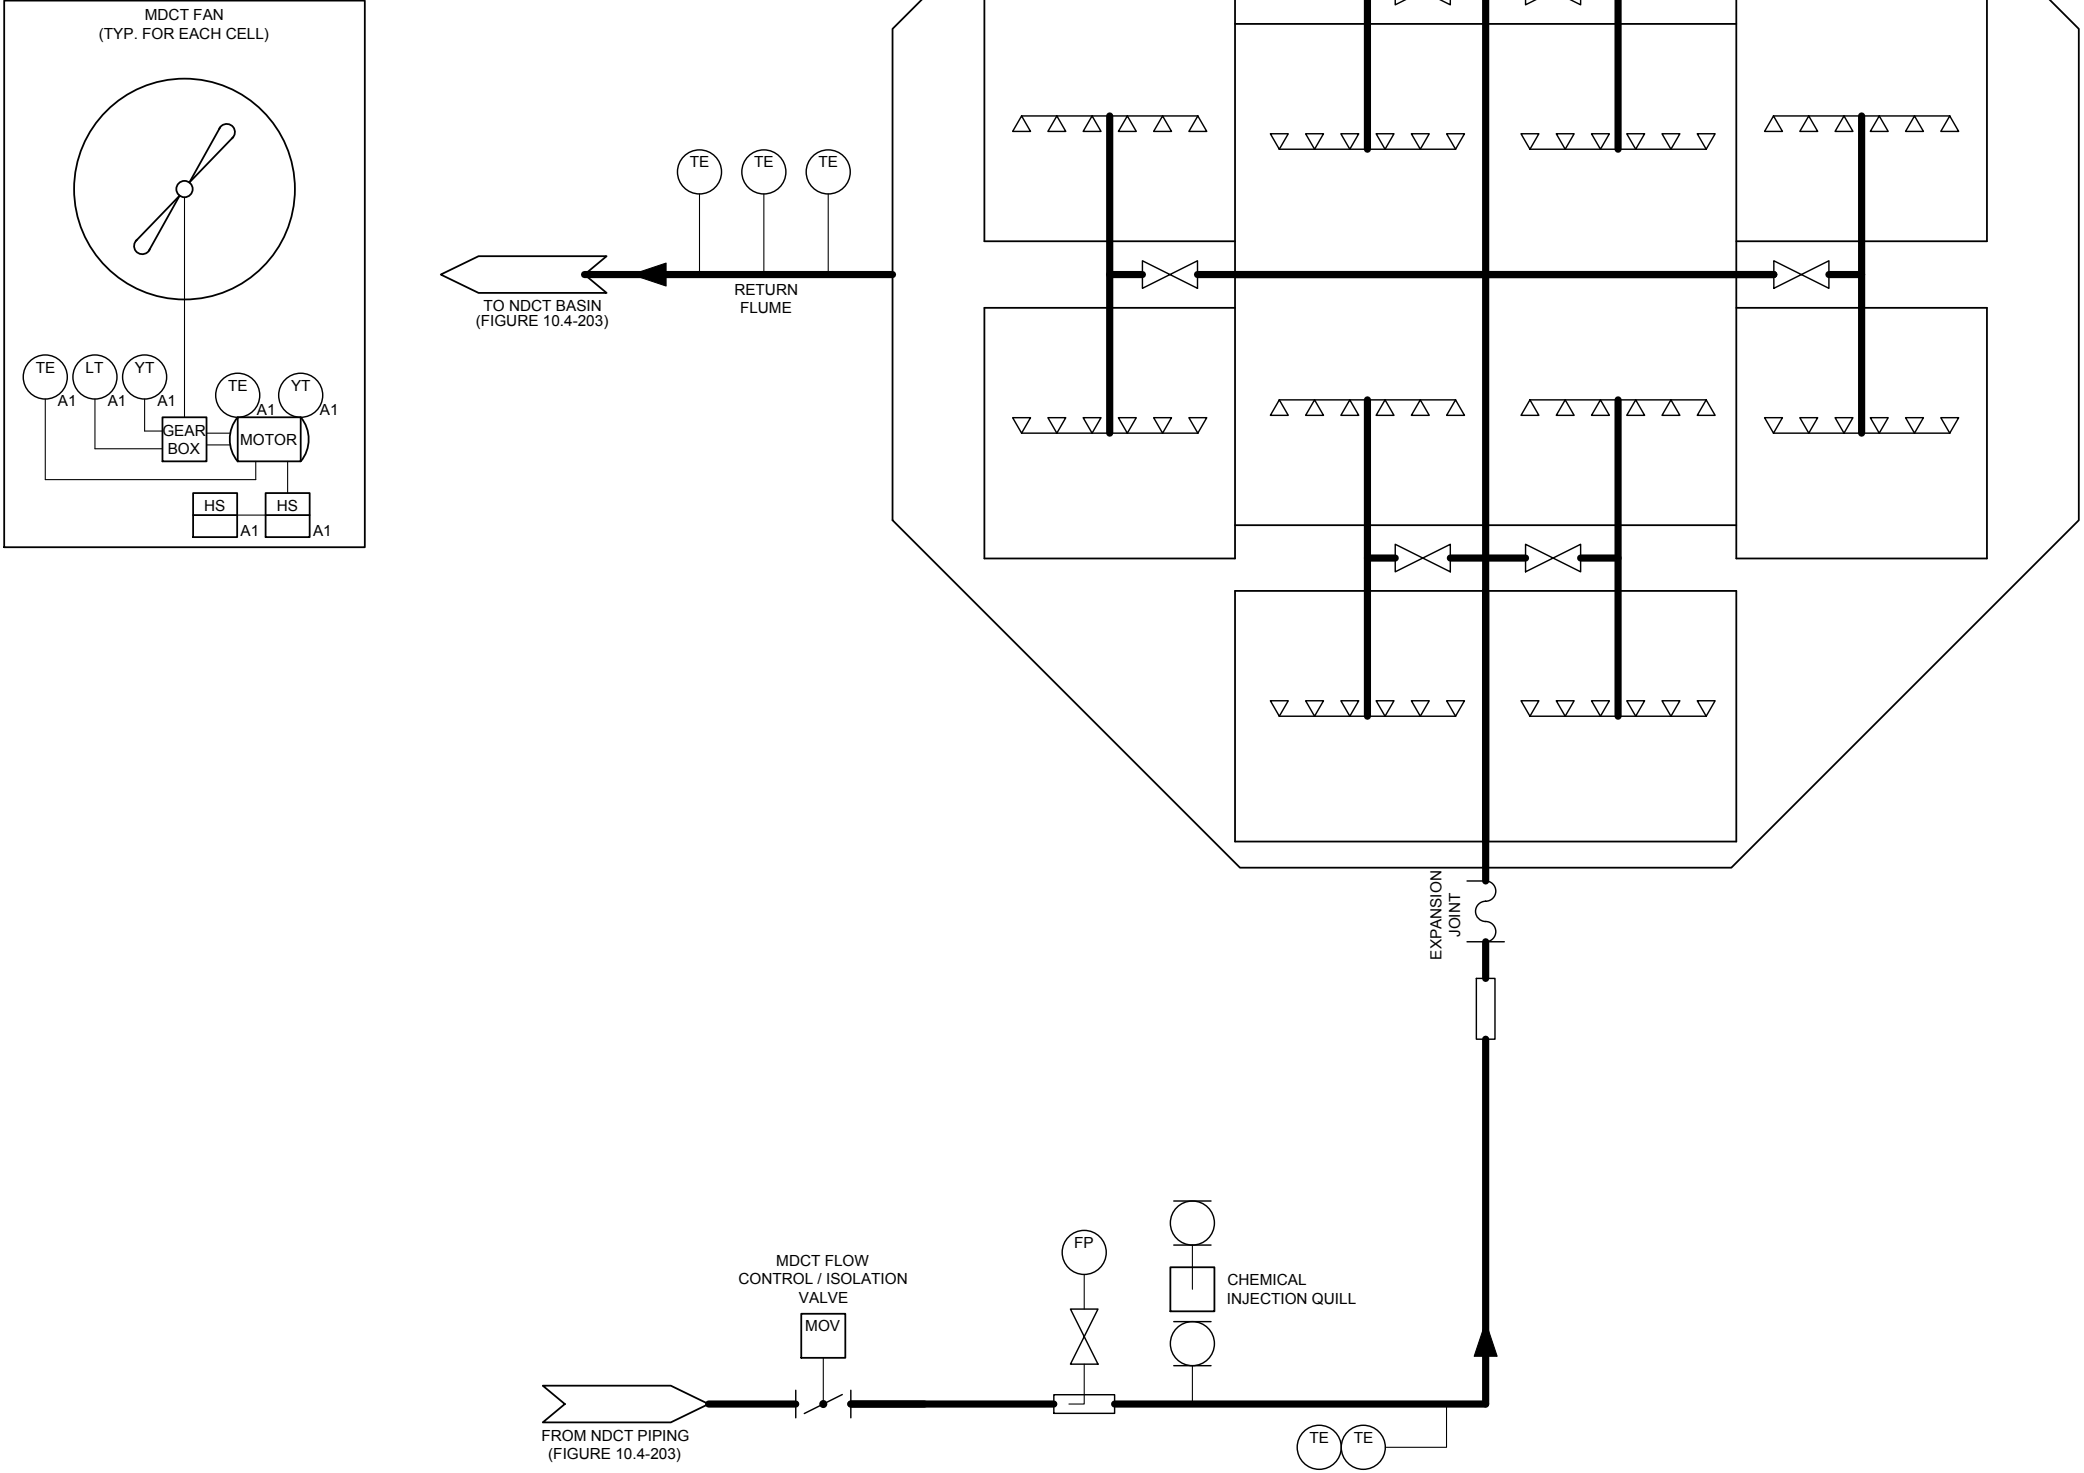 MDCT FAN
(TYP. FOR EACH CELL)
TE
A1
LT
A1
YT
A1
TE
A1
YT
A1
GEAR
BOX
MOTOR
HS
A1
HS
A1
TE
TE
TE
TO NDCT BASIN
(FIGURE 10.4-203)
RETURN
FLUME
EXPANSION
JOINT
MDCT FLOW
CONTROL / ISOLATION
VALVE
MOV
FP
CHEMICAL
INJECTION QUILL
FROM NDCT PIPING
(FIGURE 10.4-203)
TE
TE